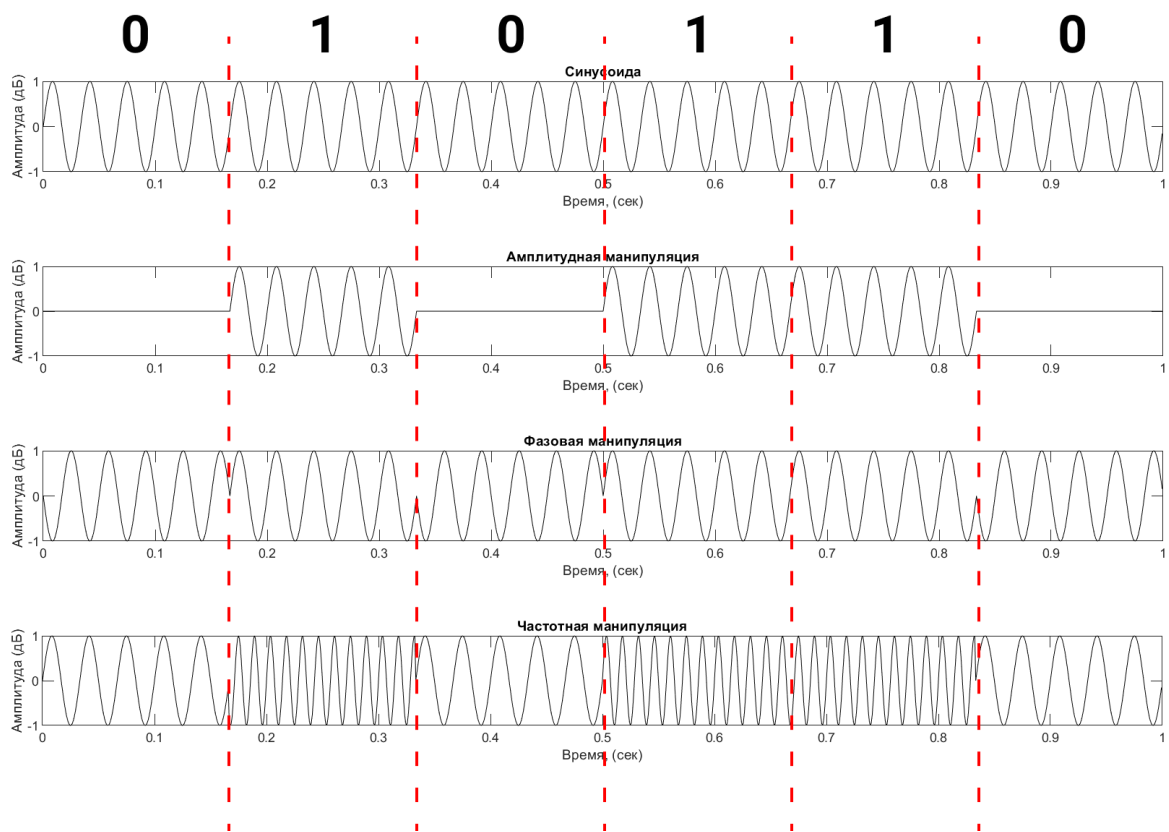 0 1 0 1 1 0
Синусоида
Амплитуда (дБ)
1
0
-1
0 0.1 0.2 0.3 0.4 0.5 0.6 0.7 0.8 0.9 1
Время, (сек)
Амплитудная манипуляция
Амплитуда (дБ)
1
0
-1
0 0.1 0.2 0.3 0.4 0.5 0.6 0.7 0.8 0.9 1
Время, (сек)
Фазовая манипуляция
Амплитуда (дБ)
1
0
-1
0 0.1 0.2 0.3 0.4 0.5 0.6 0.7 0.8 0.9 1
Время, (сек)
Частотная манипуляция
Амплитуда (дБ)
1
0
-1
0 0.1 0.2 0.3 0.4 0.5 0.6 0.7 0.8 0.9 1
Время, (сек)